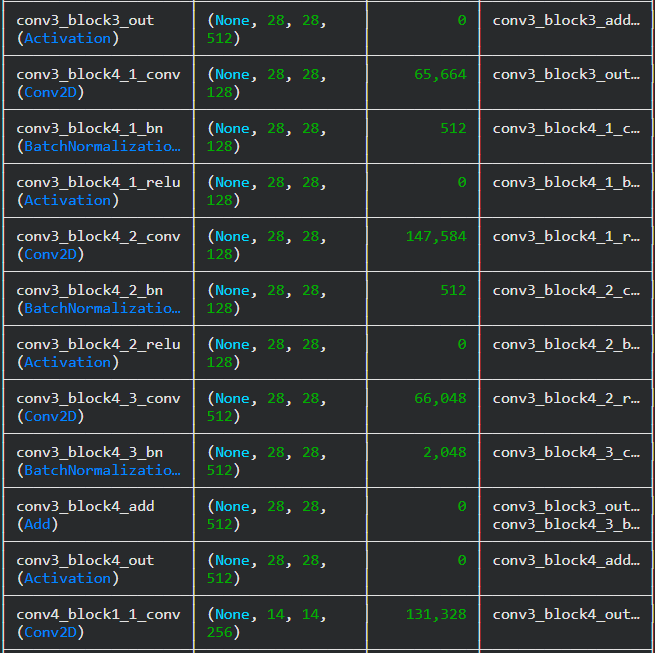 conv3_block3_out (None, 28, 28, 0 conv3_block3_add…
(Activation) 512)
conv3_block4_1_conv (None, 28, 28, 65,664 conv3_block3_out…
(Conv2D) 128)
conv3_block4_1_bn (None, 28, 28, 512 conv3_block4_1_c…
(BatchNormalizatio… 128)
conv3_block4_1_relu (None, 28, 28, 0 conv3_block4_1_b…
(Activation) 128)
conv3_block4_2_conv (None, 28, 28, 147,584 conv3_block4_1_r…
(Conv2D) 128)
conv3_block4_2_bn (None, 28, 28, 512 conv3_block4_2_c…
(BatchNormalizatio… 128)
conv3_block4_2_relu (None, 28, 28, 0 conv3_block4_2_b…
(Activation) 128)
conv3_block4_3_conv (None, 28, 28, 66,048 conv3_block4_2_r…
(Conv2D) 512)
conv3_block4_3_bn (None, 28, 28, 2,048 conv3_block4_3_c…
(BatchNormalizatio… 512)
conv3_block4_add (None, 28, 28, 0 conv3_block3_out…
(Add) 512) conv3_block4_3_b…
conv3_block4_out (None, 28, 28, 0 conv3_block4_add…
(Activation) 512)
conv4_block1_1_conv (None, 14, 14, 131,328 conv3_block4_out…
(Conv2D) 256)